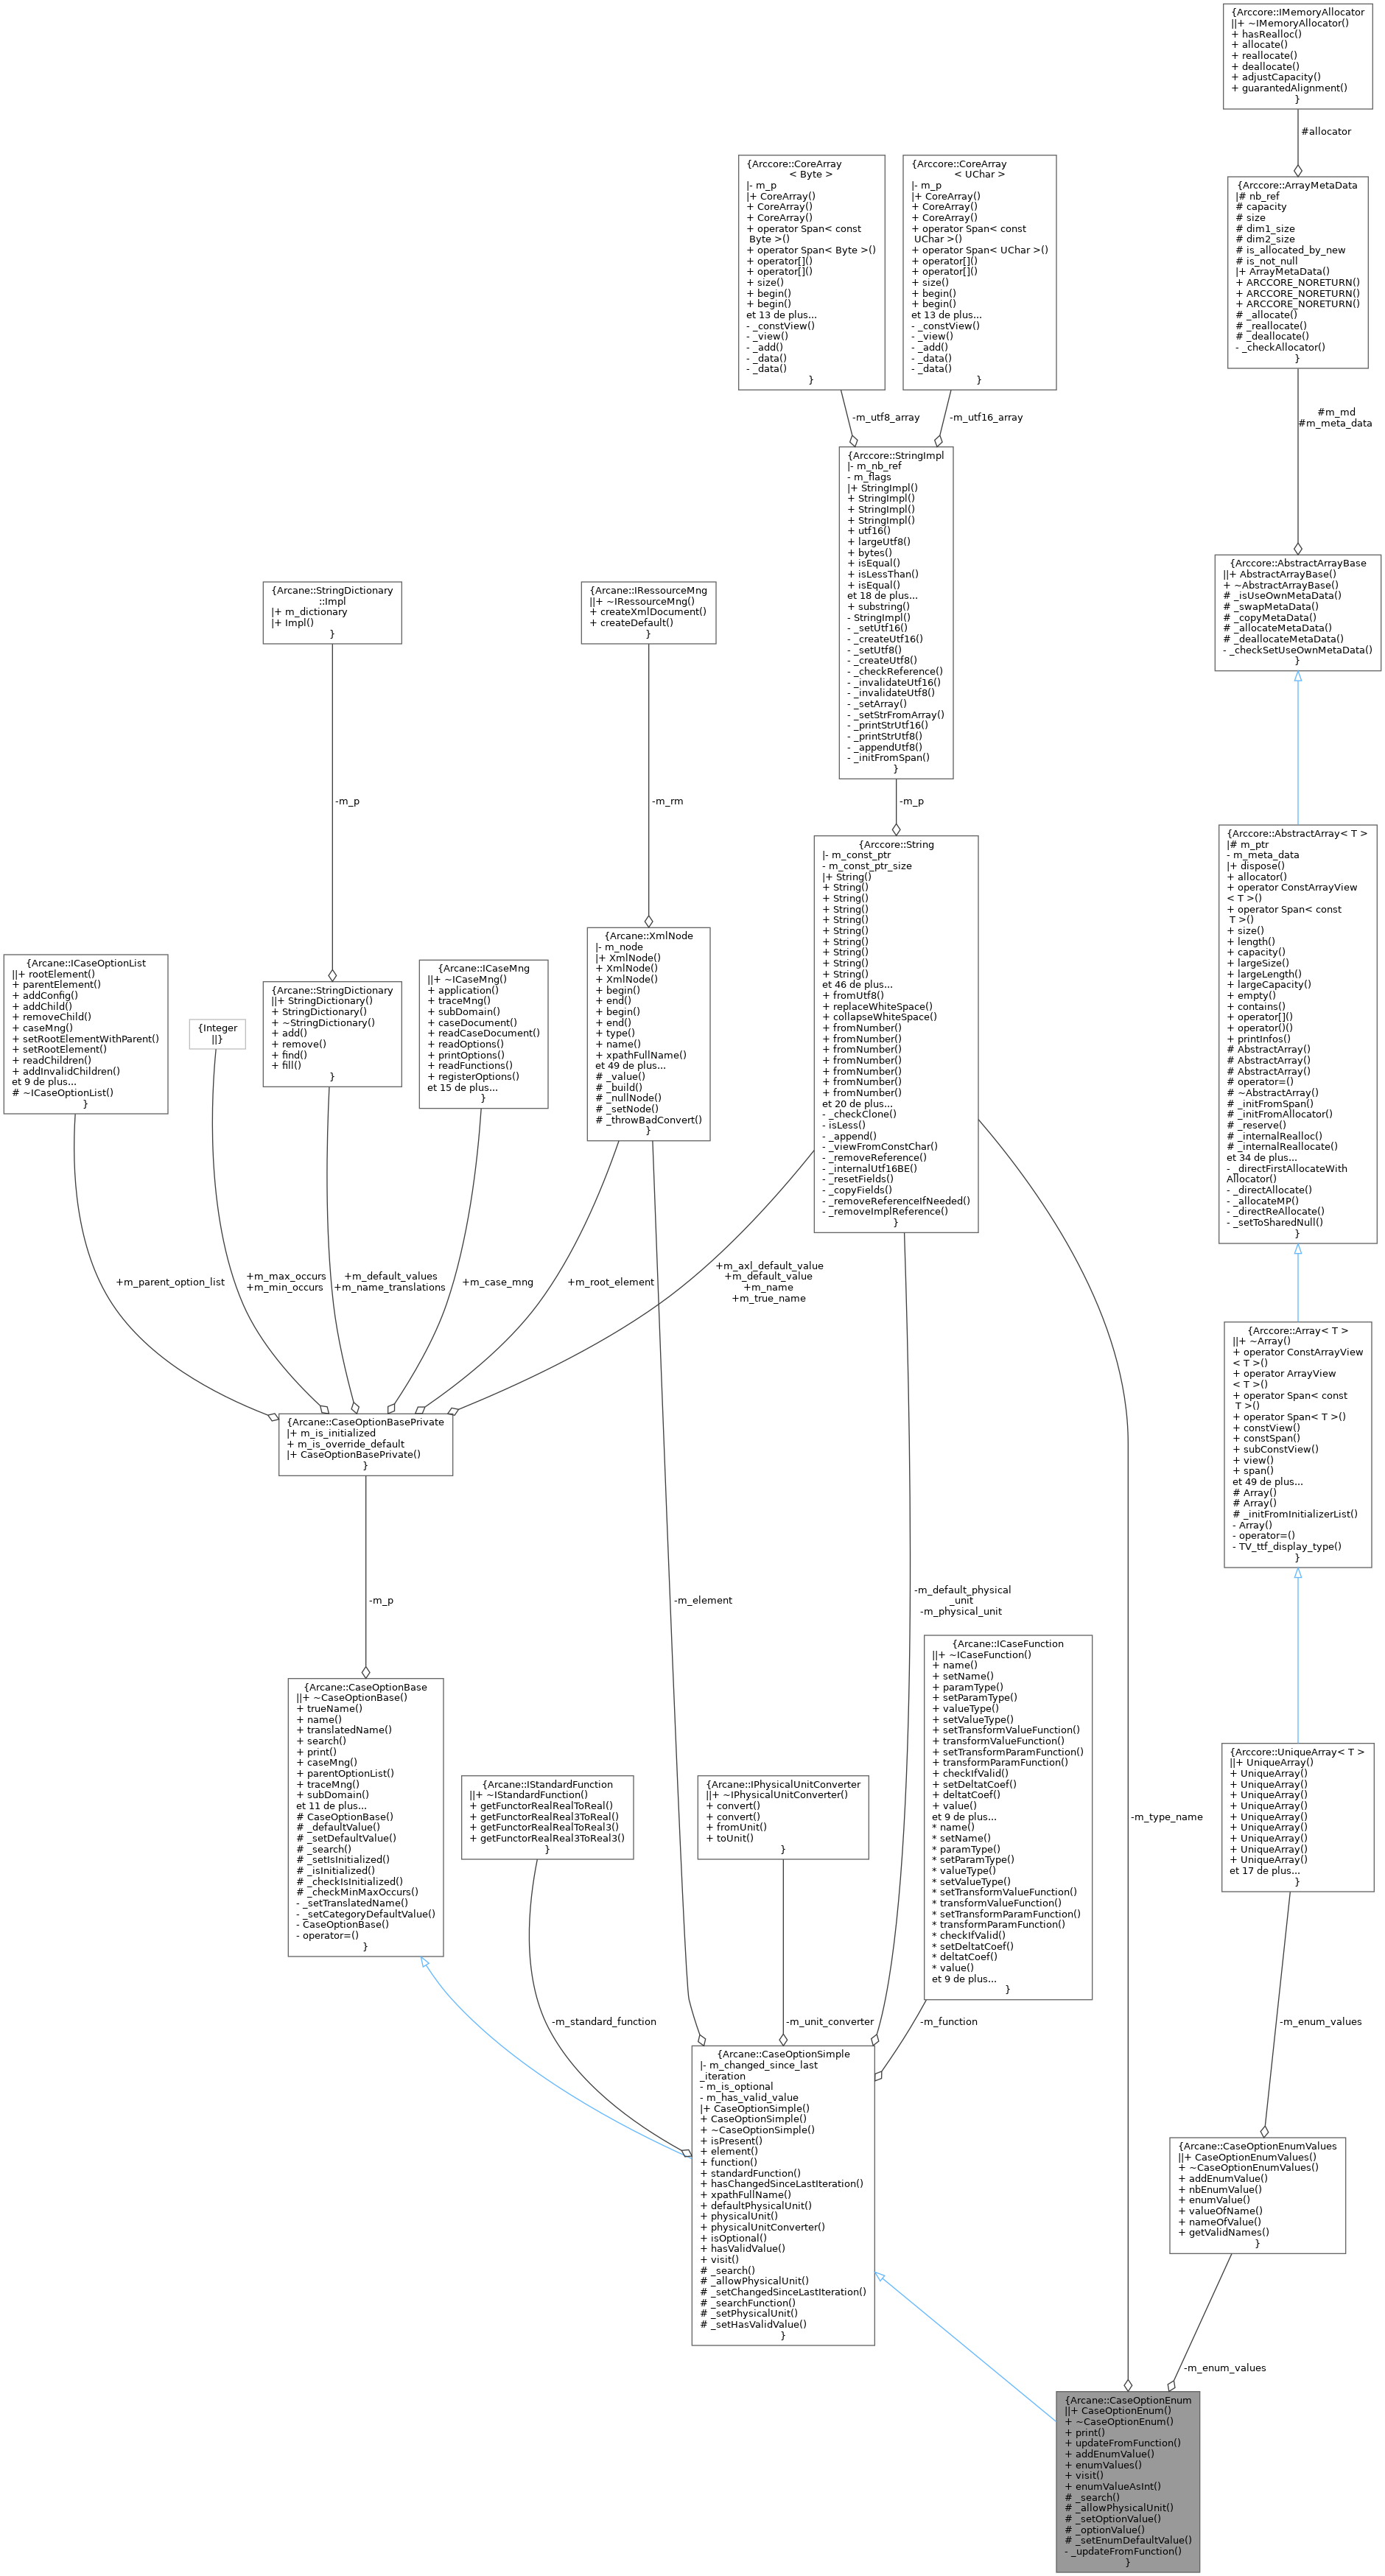 {Arccore::IMemoryAllocator
||+ ~IMemoryAllocator()
+ hasRealloc()
+ allocate()
+ reallocate()
+ deallocate()
+ adjustCapacity()
+ guarantedAlignment()
}
#allocator
{Arccore::CoreArray
< Byte >
|- m_p
|+ CoreArray()
+ CoreArray()
+ CoreArray()
+ operator Span< const
Byte >()
+ operator Span< Byte >()
+ operator[]()
+ operator[]()
+ size()
+ begin()
+ begin()
et 13 de plus...
- _constView()
- _view()
- _add()
- _data()
- _data()
}
{Arccore::CoreArray
< UChar >
|- m_p
|+ CoreArray()
+ CoreArray()
+ CoreArray()
+ operator Span< const
UChar >()
+ operator Span< UChar >()
+ operator[]()
+ operator[]()
+ size()
+ begin()
+ begin()
et 13 de plus...
- _constView()
- _view()
- _add()
- _data()
- _data()
}
{Arccore::ArrayMetaData
|# nb_ref
# capacity
# size
# dim1_size
# dim2_size
# is_allocated_by_new
# is_not_null
|+ ArrayMetaData()
+ ARCCORE_NORETURN()
+ ARCCORE_NORETURN()
+ ARCCORE_NORETURN()
# _allocate()
# _reallocate()
# _deallocate()
- _checkAllocator()
}
-m_utf8_array
-m_utf16_array
#m_md
#m_meta_data
{Arccore::StringImpl
|- m_nb_ref
- m_flags
|+ StringImpl()
+ StringImpl()
+ StringImpl()
+ StringImpl()
+ utf16()
+ largeUtf8()
+ bytes()
+ isEqual()
+ isLessThan()
+ isEqual()
et 18 de plus...
+ substring()
- StringImpl()
- _setUtf16()
- _createUtf16()
- _setUtf8()
- _createUtf8()
- _checkReference()
- _invalidateUtf16()
- _invalidateUtf8()
- _setArray()
- _setStrFromArray()
- _printStrUtf16()
- _printStrUtf8()
- _appendUtf8()
- _initFromSpan()
}
{Arccore::AbstractArrayBase
||+ AbstractArrayBase()
+ ~AbstractArrayBase()
# _isUseOwnMetaData()
# _swapMetaData()
# _copyMetaData()
# _allocateMetaData()
# _deallocateMetaData()
- _checkSetUseOwnMetaData()
}
{Arcane::StringDictionary
::Impl
|+ m_dictionary
|+ Impl()
}
{Arcane::IRessourceMng
||+ ~IRessourceMng()
+ createXmlDocument()
+ createDefault()
}
-m_p
-m_rm
-m_p
{Arccore::String
|- m_const_ptr
- m_const_ptr_size
|+ String()
+ String()
+ String()
+ String()
+ String()
+ String()
+ String()
+ String()
+ String()
+ String()
et 46 de plus...
+ fromUtf8()
+ replaceWhiteSpace()
+ collapseWhiteSpace()
+ fromNumber()
+ fromNumber()
+ fromNumber()
+ fromNumber()
+ fromNumber()
+ fromNumber()
+ fromNumber()
et 20 de plus...
- _checkClone()
- isLess()
- _append()
- _viewFromConstChar()
- _removeReference()
- _internalUtf16BE()
- _resetFields()
- _copyFields()
- _removeReferenceIfNeeded()
- _removeImplReference()
}
{Arccore::AbstractArray< T >
|# m_ptr
- m_meta_data
|+ dispose()
+ allocator()
+ operator ConstArrayView
< T >()
+ operator Span< const
T >()
+ size()
+ length()
+ capacity()
+ largeSize()
+ largeLength()
+ largeCapacity()
+ empty()
+ contains()
+ operator[]()
+ operator()()
+ printInfos()
# AbstractArray()
# AbstractArray()
# AbstractArray()
# operator=()
# ~AbstractArray()
# _initFromSpan()
# _initFromAllocator()
# _reserve()
# _internalRealloc()
# _internalReallocate()
et 34 de plus...
- _directFirstAllocateWith
Allocator()
- _directAllocate()
- _allocateMP()
- _directReAllocate()
- _setToSharedNull()
}
{Arcane::ICaseOptionList
||+ rootElement()
+ parentElement()
+ addConfig()
+ addChild()
+ removeChild()
+ caseMng()
+ setRootElementWithParent()
+ setRootElement()
+ readChildren()
+ addInvalidChildren()
et 9 de plus...
# ~ICaseOptionList()
}
{Integer
||}
{Arcane::StringDictionary
||+ StringDictionary()
+ StringDictionary()
+ ~StringDictionary()
+ add()
+ remove()
+ find()
+ fill()
}
{Arcane::ICaseMng
||+ ~ICaseMng()
+ application()
+ traceMng()
+ subDomain()
+ caseDocument()
+ readCaseDocument()
+ readOptions()
+ printOptions()
+ readFunctions()
+ registerOptions()
et 15 de plus...
}
{Arcane::XmlNode
|- m_node
|+ XmlNode()
+ XmlNode()
+ XmlNode()
+ begin()
+ end()
+ begin()
+ end()
+ type()
+ name()
+ xpathFullName()
et 49 de plus...
# _value()
# _build()
# _nullNode()
# _setNode()
# _throwBadConvert()
}
+m_parent_option_list
+m_max_occurs
+m_min_occurs
+m_default_values
+m_name_translations
+m_case_mng
+m_root_element
+m_axl_default_value
+m_default_value
+m_name
+m_true_name
{Arccore::Array< T >
||+ ~Array()
+ operator ConstArrayView
< T >()
+ operator ArrayView
< T >()
+ operator Span< const
T >()
+ operator Span< T >()
+ constView()
+ constSpan()
+ subConstView()
+ view()
+ span()
et 49 de plus...
# Array()
# Array()
# _initFromInitializerList()
- Array()
- operator=()
- TV_ttf_display_type()
}
{Arcane::CaseOptionBasePrivate
|+ m_is_initialized
+ m_is_override_default
|+ CaseOptionBasePrivate()
}
-m_p
-m_element
-m_default_physical
_unit
-m_physical_unit
{Arcane::CaseOptionBase
||+ ~CaseOptionBase()
+ trueName()
+ name()
+ translatedName()
+ search()
+ print()
+ caseMng()
+ parentOptionList()
+ traceMng()
+ subDomain()
et 11 de plus...
# CaseOptionBase()
# _defaultValue()
# _setDefaultValue()
# _search()
# _setIsInitialized()
# _isInitialized()
# _checkIsInitialized()
# _checkMinMaxOccurs()
- _setTranslatedName()
- _setCategoryDefaultValue()
- CaseOptionBase()
- operator=()
}
{Arcane::IStandardFunction
||+ ~IStandardFunction()
+ getFunctorRealRealToReal()
+ getFunctorRealReal3ToReal()
+ getFunctorRealRealToReal3()
+ getFunctorRealReal3ToReal3()
}
{Arcane::IPhysicalUnitConverter
||+ ~IPhysicalUnitConverter()
+ convert()
+ convert()
+ fromUnit()
+ toUnit()
}
{Arcane::ICaseFunction
||+ ~ICaseFunction()
+ name()
+ setName()
+ paramType()
+ setParamType()
+ valueType()
+ setValueType()
+ setTransformValueFunction()
+ transformValueFunction()
+ setTransformParamFunction()
+ transformParamFunction()
+ checkIfValid()
+ setDeltatCoef()
+ deltatCoef()
+ value()
et 9 de plus...
* name()
* setName()
* paramType()
* setParamType()
* valueType()
* setValueType()
* setTransformValueFunction()
* transformValueFunction()
* setTransformParamFunction()
* transformParamFunction()
* checkIfValid()
* setDeltatCoef()
* deltatCoef()
* value()
et 9 de plus...
}
-m_type_name
{Arccore::UniqueArray< T >
||+ UniqueArray()
+ UniqueArray()
+ UniqueArray()
+ UniqueArray()
+ UniqueArray()
+ UniqueArray()
+ UniqueArray()
+ UniqueArray()
+ UniqueArray()
+ UniqueArray()
et 17 de plus...
}
-m_standard_function
-m_unit_converter
-m_function
-m_enum_values
{Arcane::CaseOptionSimple
|- m_changed_since_last
_iteration
- m_is_optional
- m_has_valid_value
|+ CaseOptionSimple()
+ CaseOptionSimple()
+ ~CaseOptionSimple()
+ isPresent()
+ element()
+ function()
+ standardFunction()
+ hasChangedSinceLastIteration()
+ xpathFullName()
+ defaultPhysicalUnit()
+ physicalUnit()
+ physicalUnitConverter()
+ isOptional()
+ hasValidValue()
+ visit()
# _search()
# _allowPhysicalUnit()
# _setChangedSinceLastIteration()
# _searchFunction()
# _setPhysicalUnit()
# _setHasValidValue()
}
{Arcane::CaseOptionEnumValues
||+ CaseOptionEnumValues()
+ ~CaseOptionEnumValues()
+ addEnumValue()
+ nbEnumValue()
+ enumValue()
+ valueOfName()
+ nameOfValue()
+ getValidNames()
}
-m_enum_values
{Arcane::CaseOptionEnum
||+ CaseOptionEnum()
+ ~CaseOptionEnum()
+ print()
+ updateFromFunction()
+ addEnumValue()
+ enumValues()
+ visit()
+ enumValueAsInt()
# _search()
# _allowPhysicalUnit()
# _setOptionValue()
# _optionValue()
# _setEnumDefaultValue()
- _updateFromFunction()
}